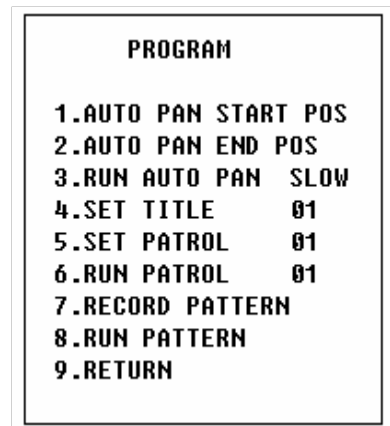 PROGRAM
1.AUTO PAN START POS
2.AUTO PAN END POS
3.RUN AUTO PAN SLOW
4.SET TITLE 01
5.SET PATROL 01
6.RUN PATROL 01
7.RECORD PATTERN
8.RUN PATTERN
9.RETURN